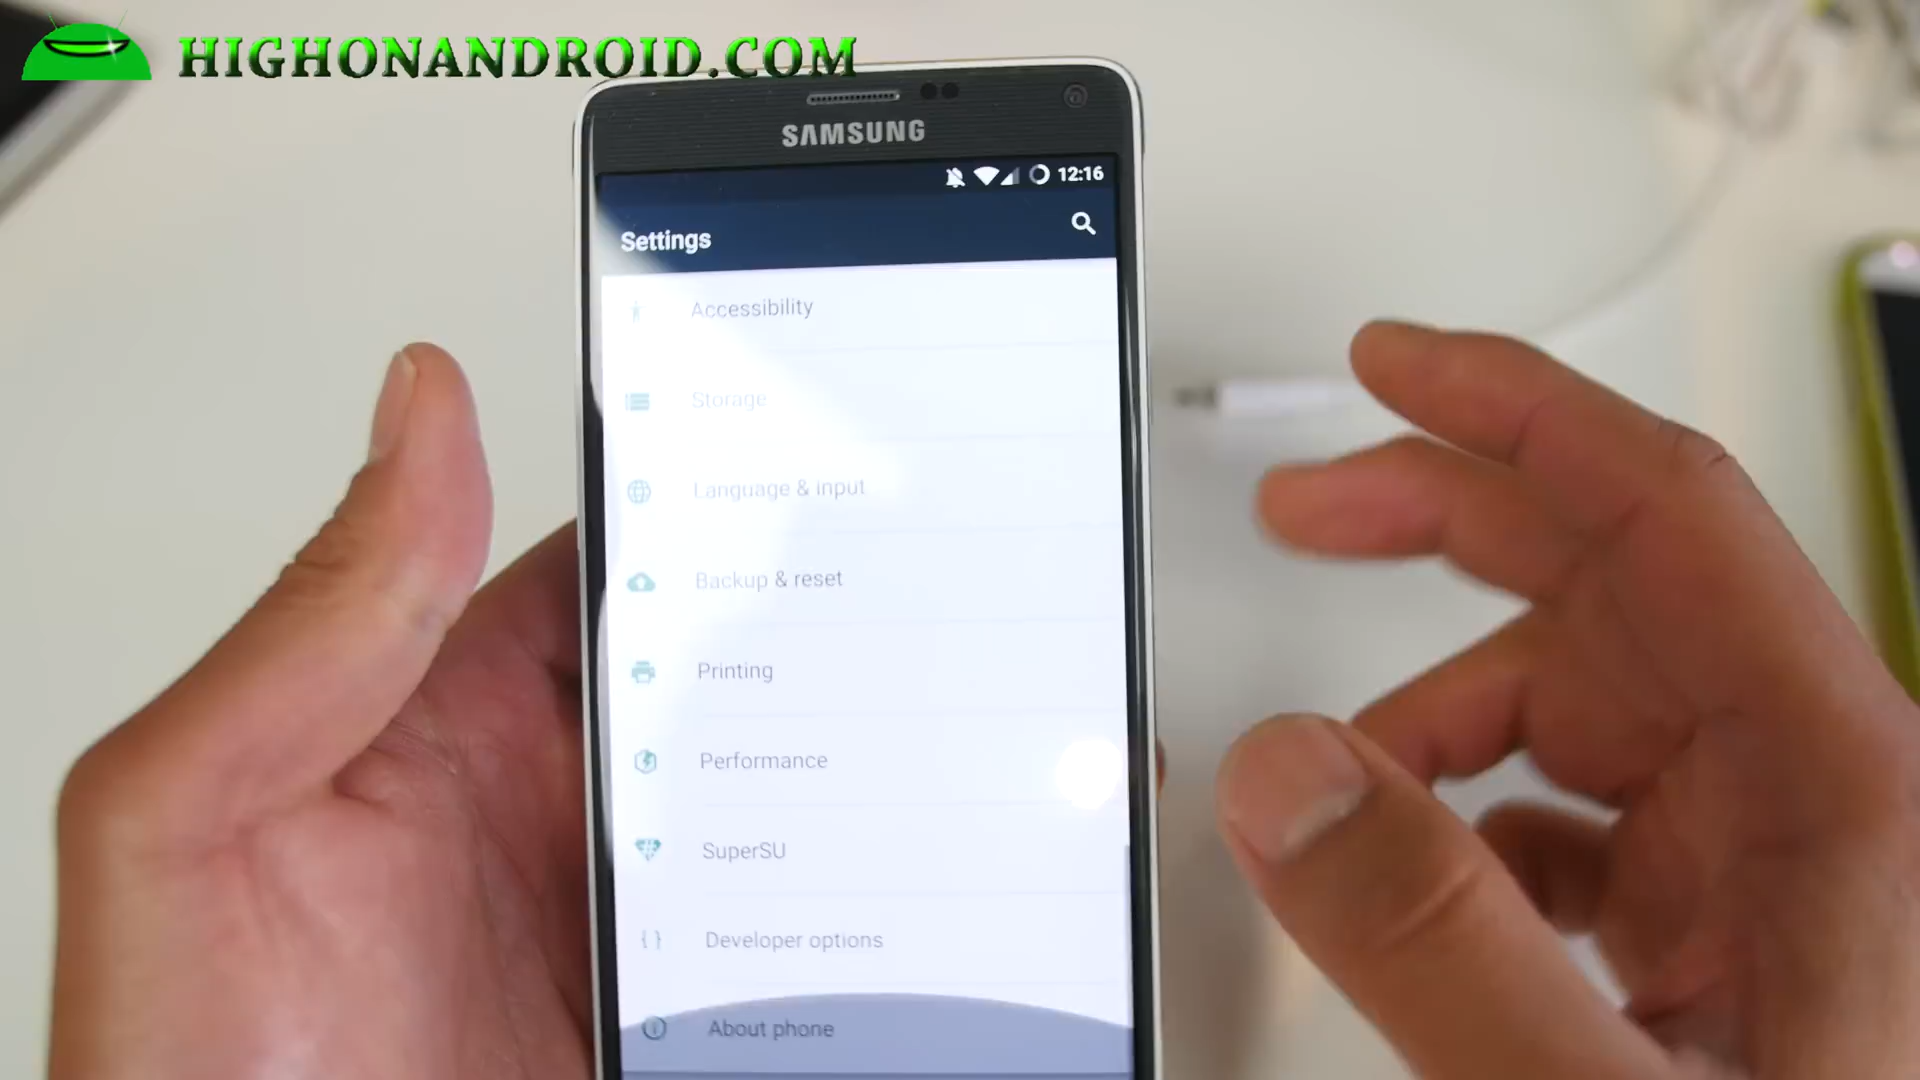 HIGHONANDROID.COM
SAMSUNG
12:16
Settings
Accessibility
Storage
Language & input
Backup & reset
Printing
Performance
SuperSU
Developer options
About phone